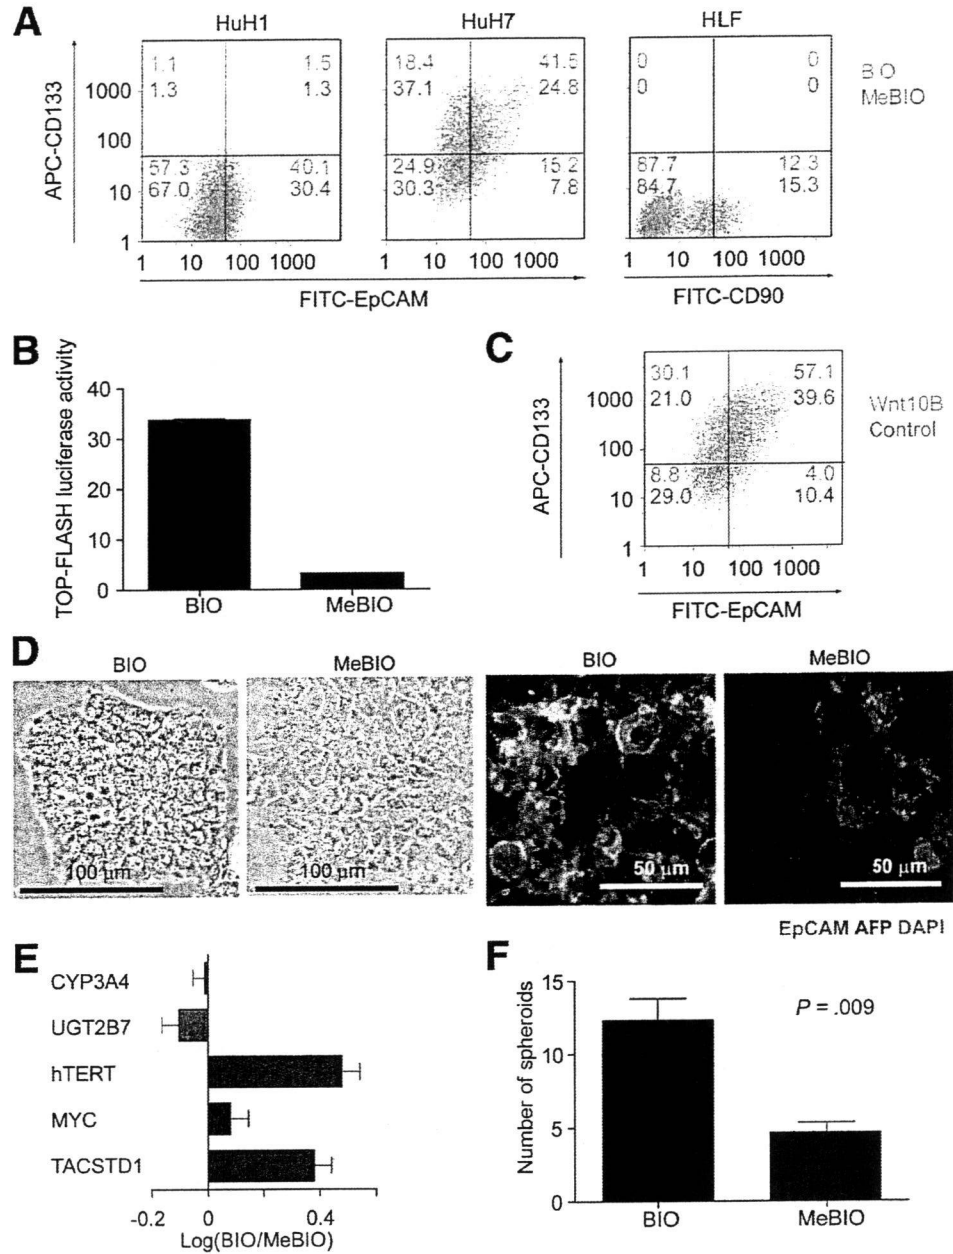 A
HuH1
HuH7
HLF
APC-CD133
1000
100
10
1
1.1 1.5
1.3 1.3
57.3 40.1
67.0 30.4
18.4 41.5
37.1 24.8
24.9 15.2
30.3 7.8
0 0
0 0
87.7 12.3
84.7 15.3
BIO
MeBIO
1 10 100 1000
1 10 100 1000
1 10 100 1000
FITC-EpCAM
FITC-CD90
B
TOP-FLASH luciferase activity
40
30
20
10
0
BIO MeBIO
C
APC-CD133
1000
100
10
1
30.1 57.1
21.0 39.6
8.8 4.0
29.0 10.4
Wnt10B
Control
1 10 100 1000
FITC-EpCAM
D
BIO
MeBIO
BIO
MeBIO
100 µm
100 µm
50 µm
50 µm
EpCAM AFP DAPI
E
CYP3A4
UGT2B7
hTERT
MYC
TACSTD1
-0.2 0 0.4
Log(BIO/MeBIO)
F
Number of spheroids
15
10
5
0
P = .009
BIO MeBIO